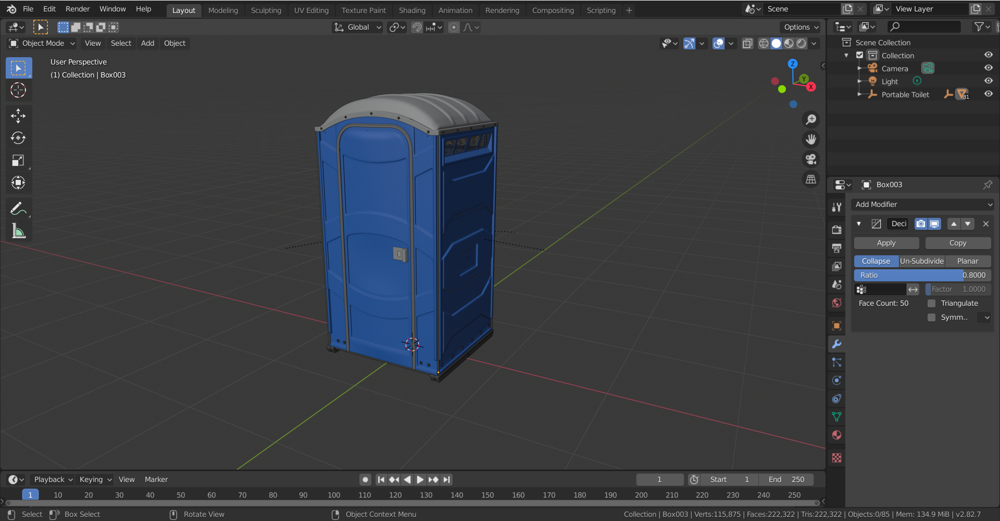 File Edit Render Window Help Layout Modeling Sculpting UV Editing Texture Paint Shading Animation Rendering Compositing Scripting + Scene View Layer
Global Options
Object Mode View Select Add Object
User Perspective
(1) Collection | Box003
Z
Y
X
Scene Collection
Collection
Camera
Light
Portable Toilet 81
Box003
Add Modifier
Deci
Apply Copy
Collapse Un-Subdivide Planar
Ratio 0.8000
Factor 1.0000
Face Count: 50 Triangulate
Symm..
Playback Keying View Marker 1 Start 1 End 250
1 10 20 30 40 50 60 70 80 90 100 110 120 130 140 150 160 170 180 190 200 210 220 230 240 250
Select Box Select Rotate View Object Context Menu Collection | Box003 | Verts:115,875 | Faces:222,322 | Tris:222,322 | Objects:0/85 | Mem: 134.9 MiB | v2.82.7